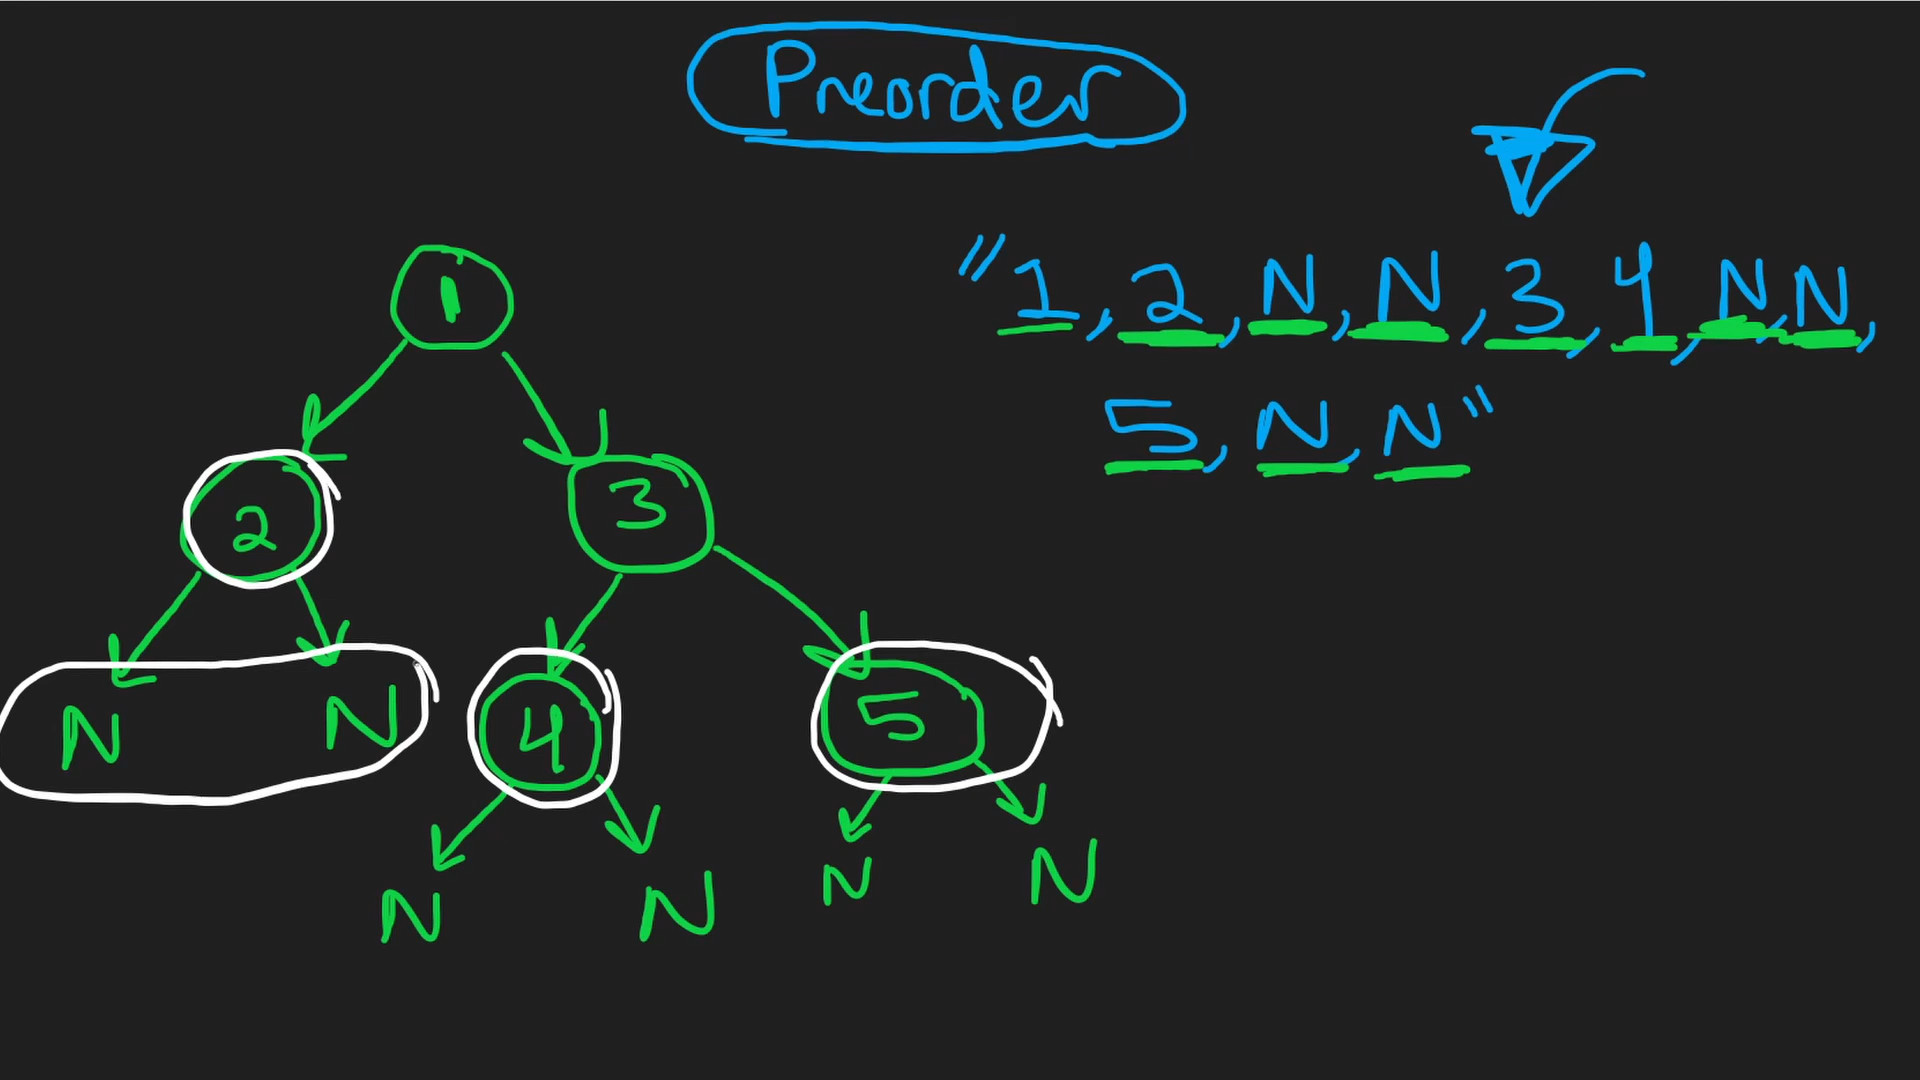 Preorder
1
"1, 2, N, N, 3, 4, N, N,
5, N, N"
2 3
N N 4 5
N N N N